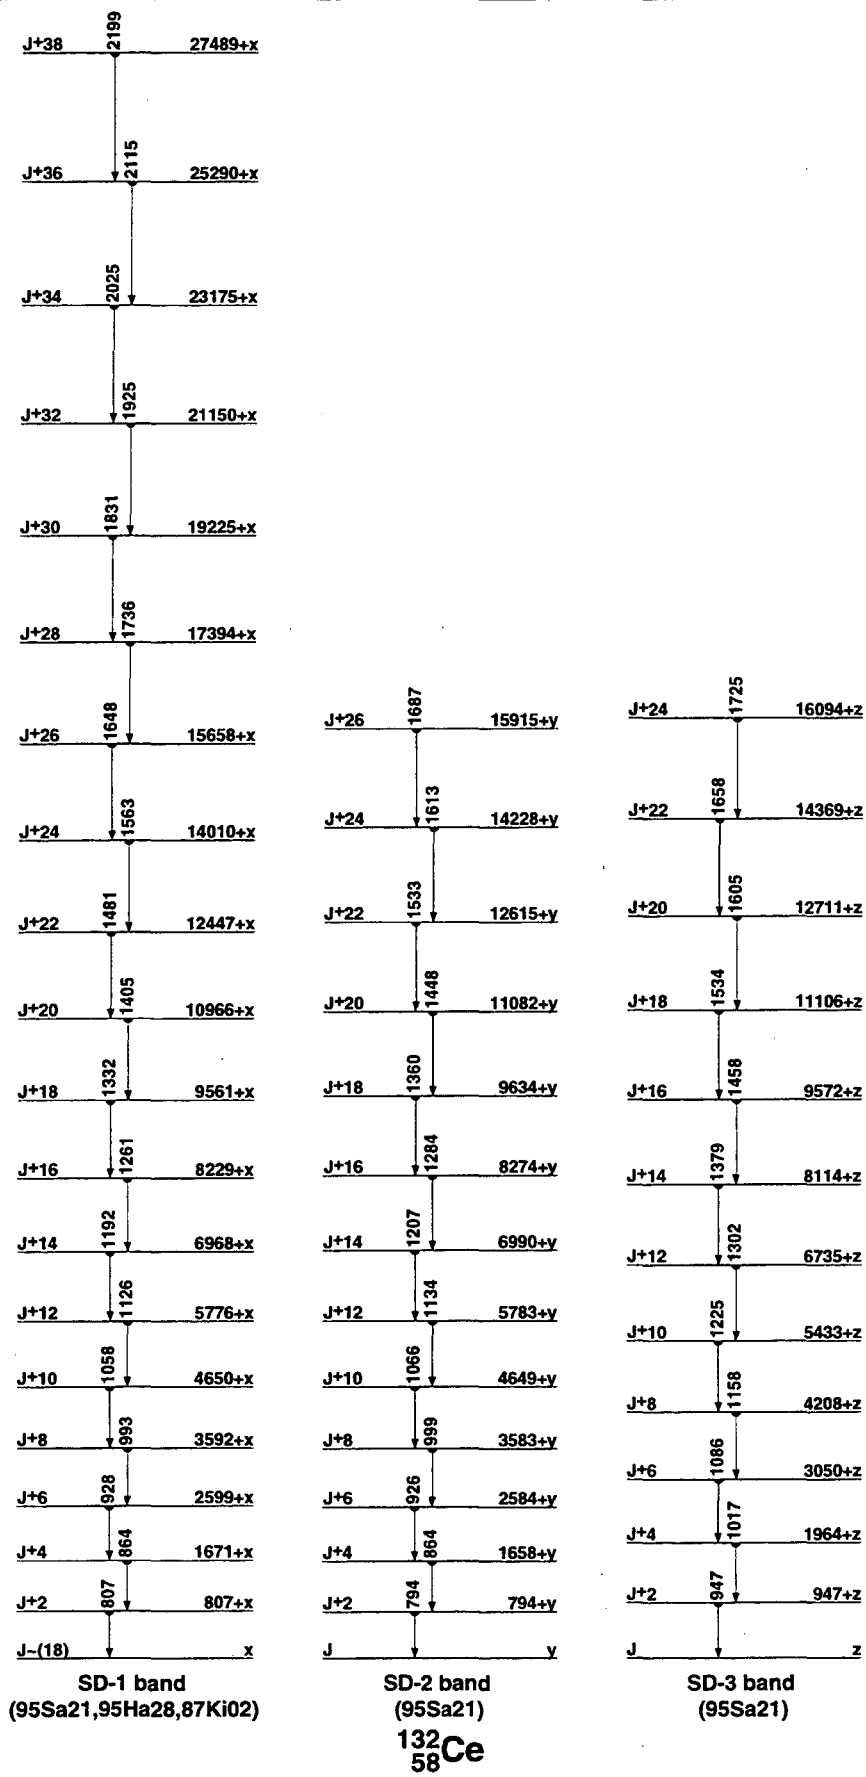 J+38 2199 27489+x
J+36 2115 25290+x
J+34 2025 23175+x
J+32 1925 21150+x
J+30 1831 19225+x
J+28 1736 17394+x
J+26 1648 15658+x
J+24 1563 14010+x
J+22 1481 12447+x
J+20 1405 10966+x
J+18 1332 9561+x
J+16 1261 8229+x
J+14 1192 6968+x
J+12 1126 5776+x
J+10 1058 4650+x
J+8 993 3592+x
J+6 928 2599+x
J+4 864 1671+x
J+2 807 807+x
J~(18) x
SD-1 band
(95Sa21,95Ha28,87Ki02)
J+26 1687 15915+y
J+24 1613 14228+y
J+22 1533 12615+y
J+20 1448 11082+y
J+18 1360 9634+y
J+16 1284 8274+y
J+14 1207 6990+y
J+12 1134 5783+y
J+10 1066 4649+y
J+8 999 3583+y
J+6 926 2584+y
J+4 864 1658+y
J+2 794 794+y
J y
SD-2 band
(95Sa21)
J+24 1725 16094+z
J+22 1658 14369+z
J+20 1605 12711+z
J+18 1534 11106+z
J+16 1458 9572+z
J+14 1379 8114+z
J+12 1302 6735+z
J+10 1225 5433+z
J+8 1158 4208+z
J+6 1086 3050+z
J+4 1017 1964+z
J+2 947 947+z
J z
SD-3 band
(95Sa21)
132
58Ce